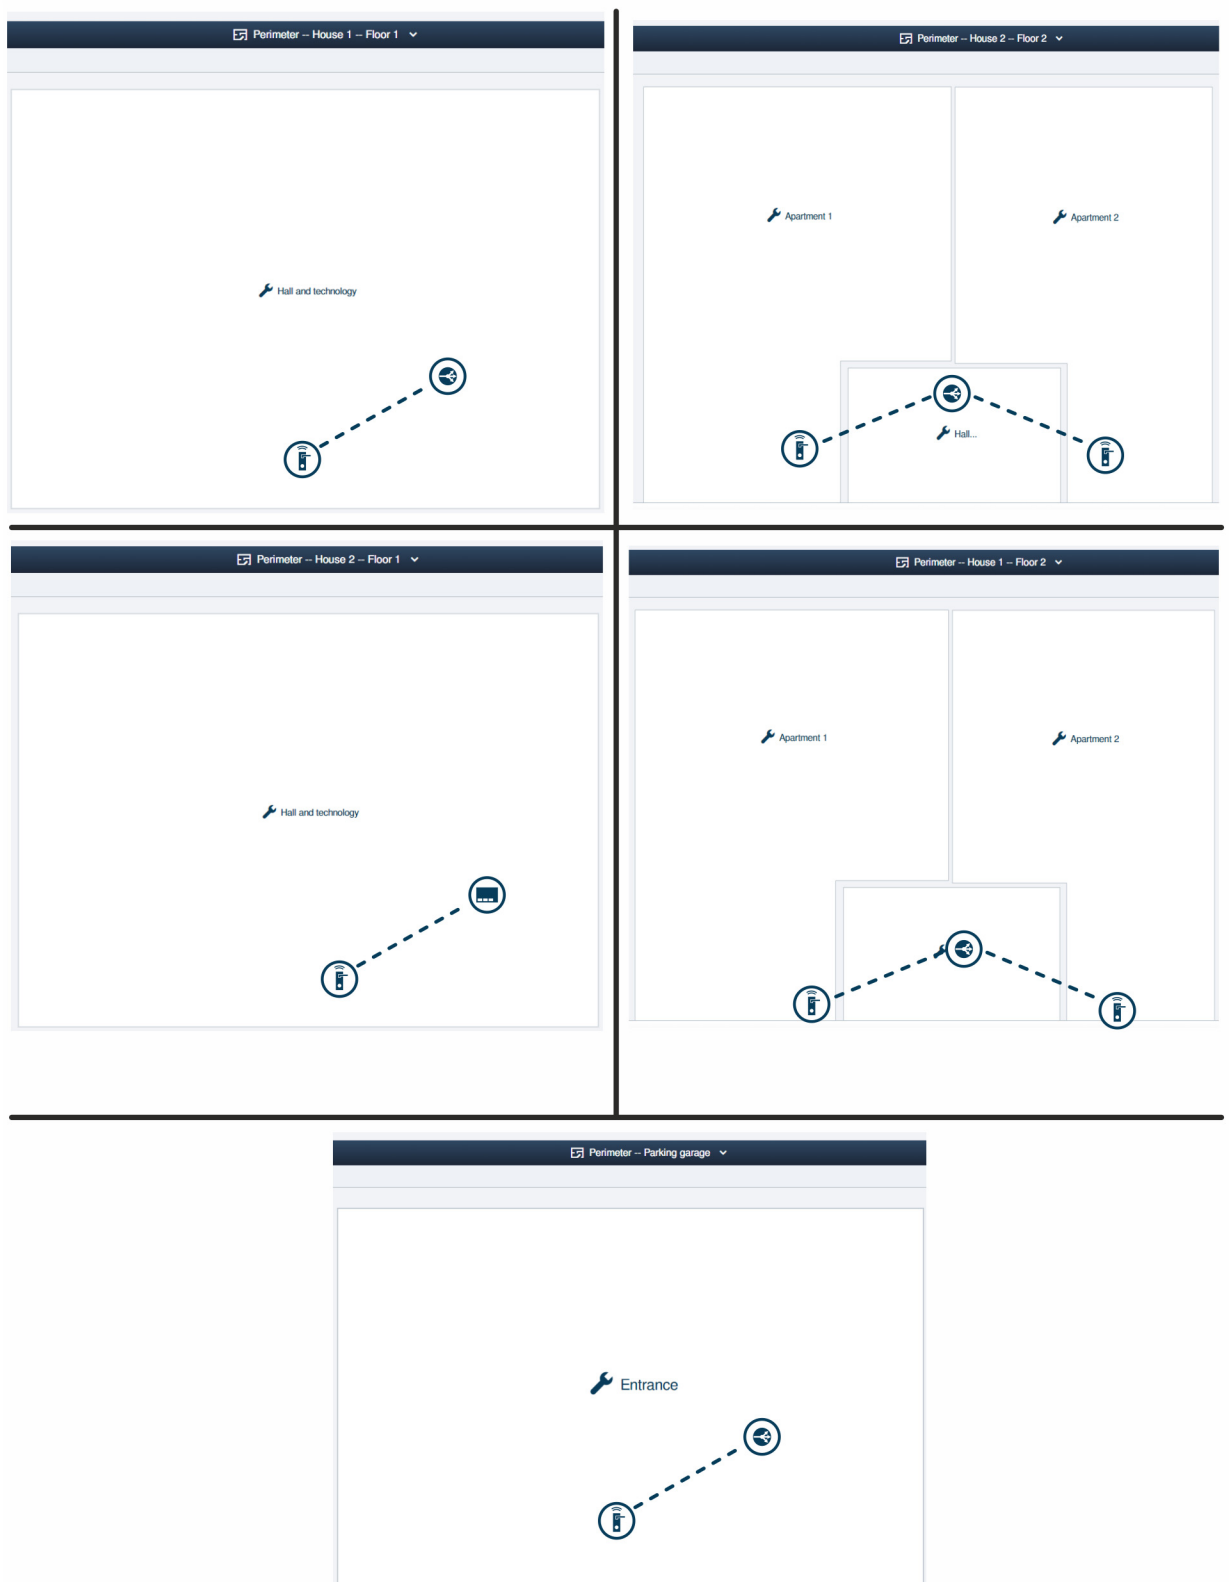 Perimeter -- House 1 -- Floor 1
Hall and technology
Perimeter -- House 2 -- Floor 2
Apartment 1
Apartment 2
Hall...
Perimeter -- House 2 -- Floor 1
Hall and technology
Perimeter -- House 1 -- Floor 2
Apartment 1
Apartment 2
Perimeter -- Parking garage
Entrance